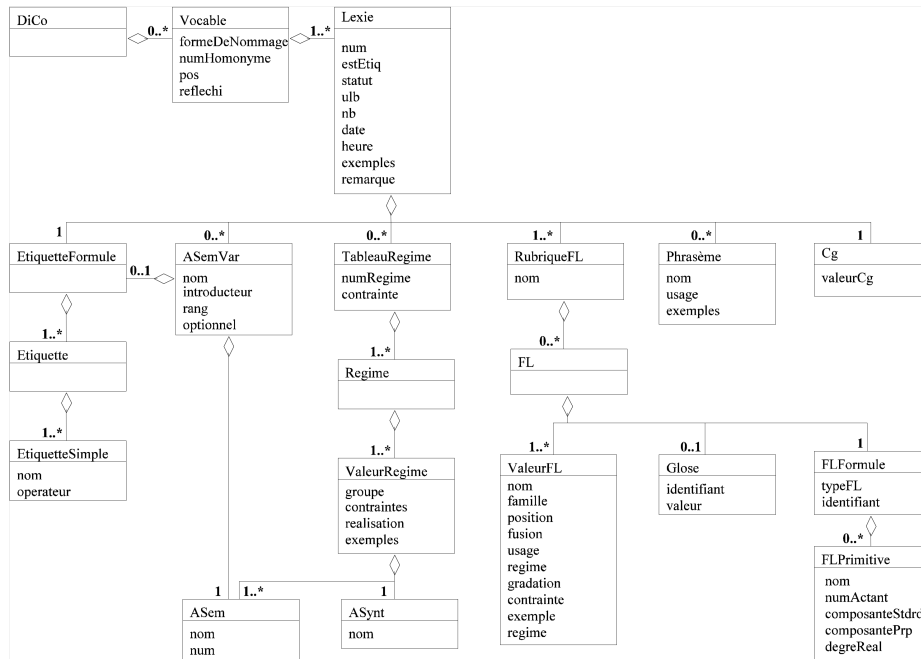 DiCo
0..*
Vocable
formeDeNommage
numHomonyme
pos
reflechi
1..*
Lexie
num
estEtiq
statut
ulb
nb
date
heure
exemples
remarque
1
0..*
0..*
1..*
0..*
1
EtiquetteFormule
0..1
ASemVar
nom
introducteur
rang
optionnel
TableauRegime
numRegime
contrainte
RubriqueFL
nom
Phrasème
nom
usage
exemples
Cg
valeurCg
1..*
Etiquette
1..*
Regime
0..*
FL
1..*
EtiquetteSimple
nom
operateur
1..*
ValeurRegime
groupe
contraintes
realisation
exemples
1..*
ValeurFL
nom
famille
position
fusion
usage
regime
gradation
contrainte
exemple
regime
0..1
Glose
identifiant
valeur
1
FLFormule
typeFL
identifiant
0..*
FLPrimitive
nom
numActant
composanteStdrd
composantePrp
degreReal
1
1..*
1
ASem
nom
num
ASynt
nom